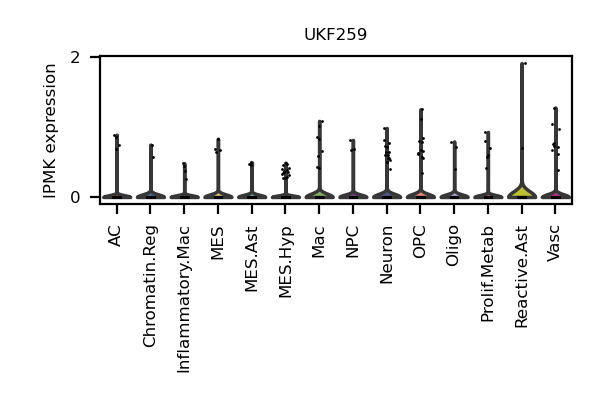 UKF259
IPMK expression
2
0
AC
Chromatin.Reg
Inflammatory.Mac
MES
MES.Ast
MES.Hyp
Mac
NPC
Neuron
OPC
Oligo
Prolif.Metab
Reactive.Ast
Vasc